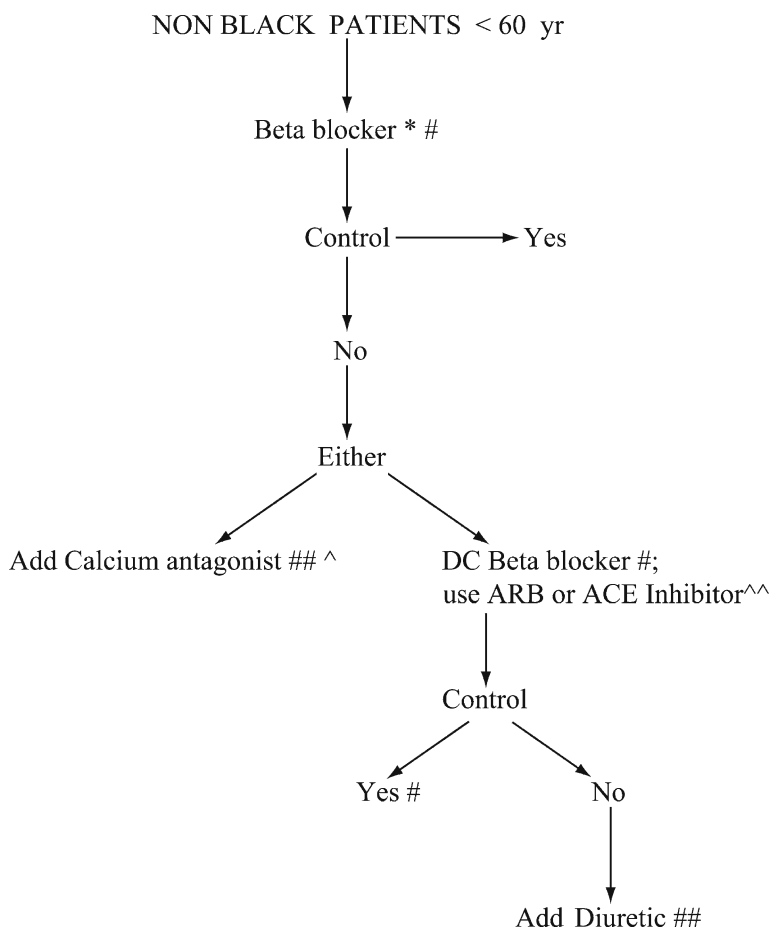 NON BLACK PATIENTS < 60 yr
Beta blocker * #
Control
Yes
No
Either
Add Calcium antagonist ## ^
DC Beta blocker #;
use ARB or ACE Inhibitor^^
Control
Yes #
No
Add Diuretic ##